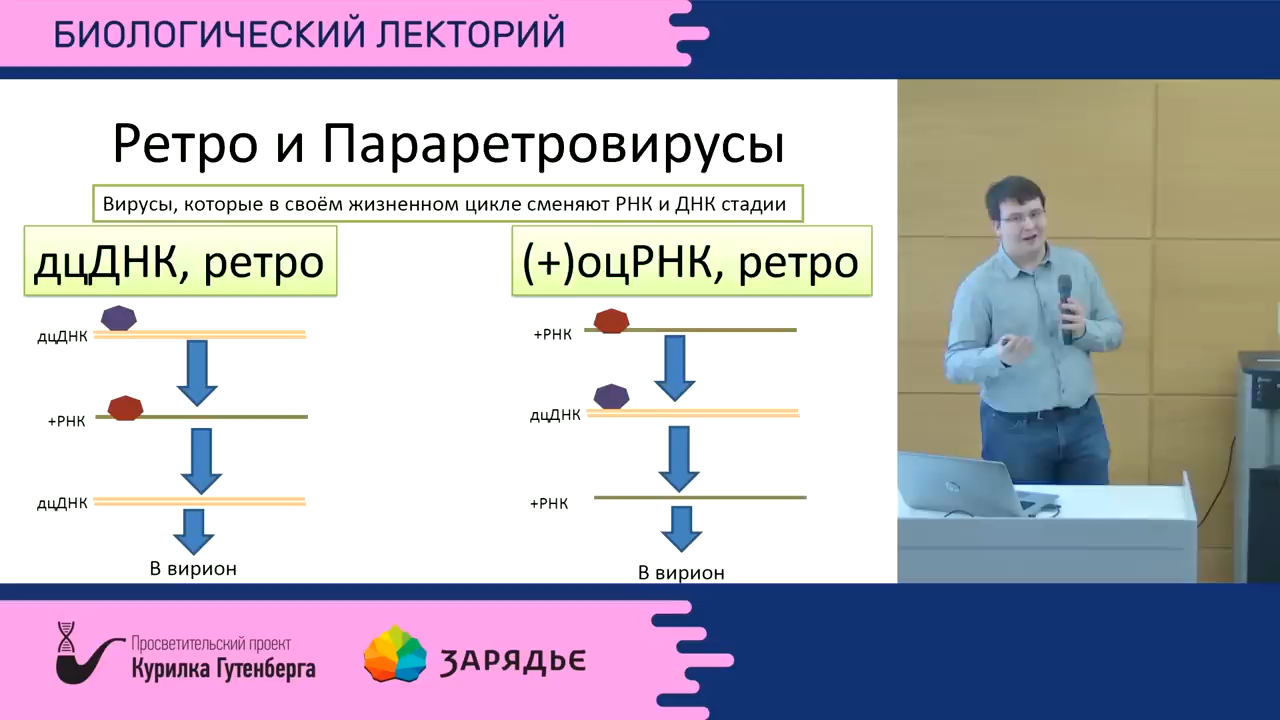 БИОЛОГИЧЕСКИЙ ЛЕКТОРИЙ
Ретро и Параретровирусы
Вирусы, которые в своём жизненном цикле сменяют РНК и ДНК стадии
дцДНК, ретро
дцДНК
+РНК
дцДНК
В вирион
(+)оцРНК, ретро
+РНК
дцДНК
+РНК
В вирион
Просветительский проект
Курилка Гутенберга
ЗАРЯДЬЕ